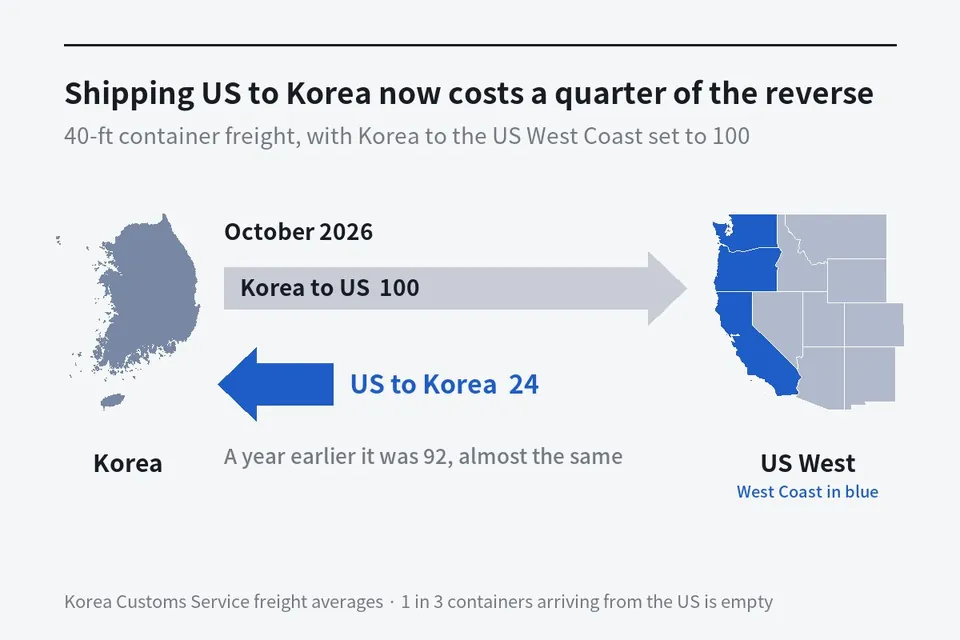 Shipping US to Korea now costs a quarter of the reverse
40-ft container freight, with Korea to the US West Coast set to 100
October 2026
Korea to US 100
US to Korea 24
A year earlier it was 92, almost the same
Korea
US West
West Coast in blue
Korea Customs Service freight averages · 1 in 3 containers arriving from the US is empty